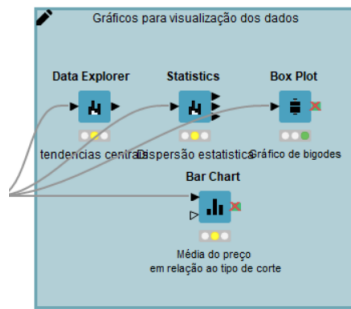 Gráficos para visualização dos dados
Data Explorer
Statistics
Box Plot
tendencias centrais
Dispersão estatistica
Gráfico de bigodes
Bar Chart
Média do preço
em relação ao tipo de corte